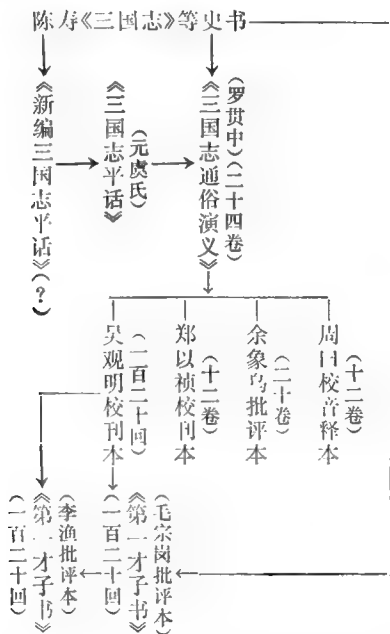 陈寿《三国志》等史书
《新编三国志平话》(?)
《三国志平话》
(元虞氏)
《三国志通俗演义》
(罗贯中)(二十四卷)
吴观明校刊本
(一百二十回)
郑以祯校刊本
(十二卷)
余象乌批评本
(二十卷)
周曰校音释本
(十二卷)
(一百二十回)
《第一才子书》
(李渔批评本)
(一百二十回)
《第一才子书》
(毛宗岗批评本)